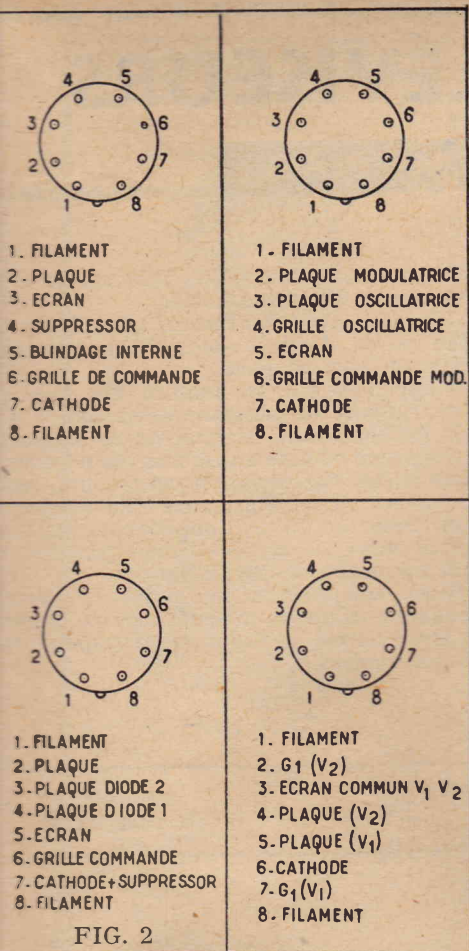 4 5
3 6
2 7
1 8
1. FILAMENT
2. PLAQUE
3. ECRAN
4. SUPPRESSOR
5. BLINDAGE INTERNE
6. GRILLE DE COMMANDE
7. CATHODE
8. FILAMENT
4 5
3 6
2 7
1 8
1. FILAMENT
2. PLAQUE MODULATRICE
3. PLAQUE OSCILLATRICE
4. GRILLE OSCILLATRICE
5. ECRAN
6. GRILLE COMMANDE MOD.
7. CATHODE
8. FILAMENT
4 5
3 6
2 7
1 8
1. FILAMENT
2. PLAQUE
3. PLAQUE DIODE 2
4. PLAQUE DIODE 1
5. ECRAN
6. GRILLE COMMANDE
7. CATHODE+SUPPRESSOR
8. FILAMENT
4 5
3 6
2 7
1 8
1. FILAMENT
2. G1 (V2)
3. ECRAN COMMUN V1 V2
4. PLAQUE (V2)
5. PLAQUE (V1)
6. CATHODE
7. G1 (V1)
8. FILAMENT
FIG. 2